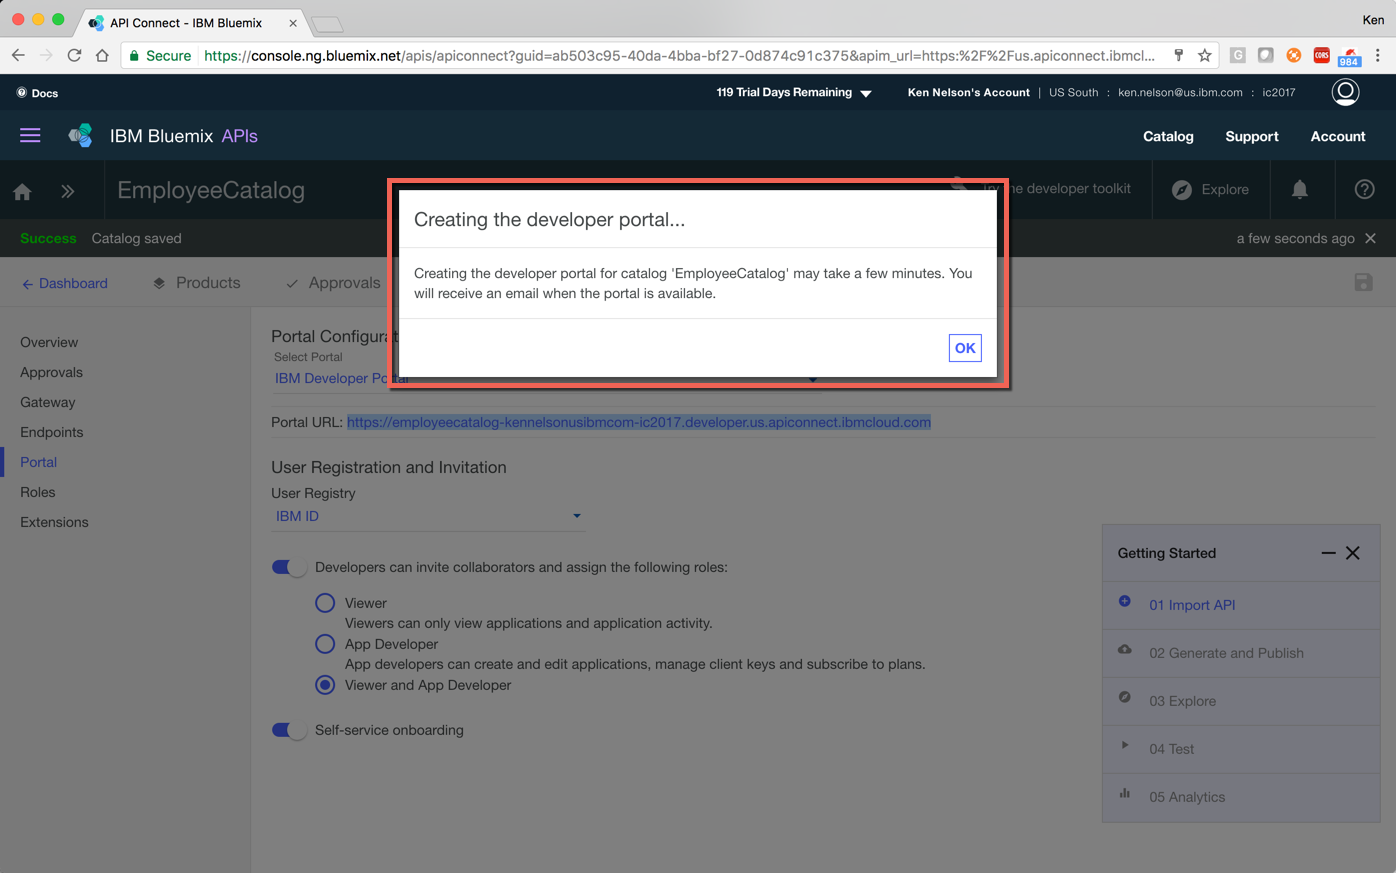 API Connect - IBM Bluemix
Ken
Secure https://console.ng.bluemix.net/apis/apiconnect?guid=ab503c95-40da-4bba-bf27-0d874c91c375&apim_url=https:%2F%2Fus.apiconnect.ibmcl...
G
CORS
984
Docs
119 Trial Days Remaining
Ken Nelson's Account | US South : ken.nelson@us.ibm.com : ic2017
IBM Bluemix APIs
Catalog Support Account
EmployeeCatalog
Try the developer toolkit
Explore
Success Catalog saved
a few seconds ago
Creating the developer portal...
Creating the developer portal for catalog 'EmployeeCatalog' may take a few minutes. You
will receive an email when the portal is available.
OK
Dashboard
Products
Approvals
Overview
Approvals
Gateway
Endpoints
Portal
Roles
Extensions
Portal Configurat
Select Portal
IBM Developer Portal
Portal URL: https://employeecatalog-kennelsonusibmcom-ic2017.developer.us.apiconnect.ibmcloud.com
User Registration and Invitation
User Registry
IBM ID
Developers can invite collaborators and assign the following roles:
Viewer
Viewers can only view applications and application activity.
App Developer
App developers can create and edit applications, manage client keys and subscribe to plans.
Viewer and App Developer
Self-service onboarding
Getting Started
01 Import API
02 Generate and Publish
03 Explore
04 Test
05 Analytics